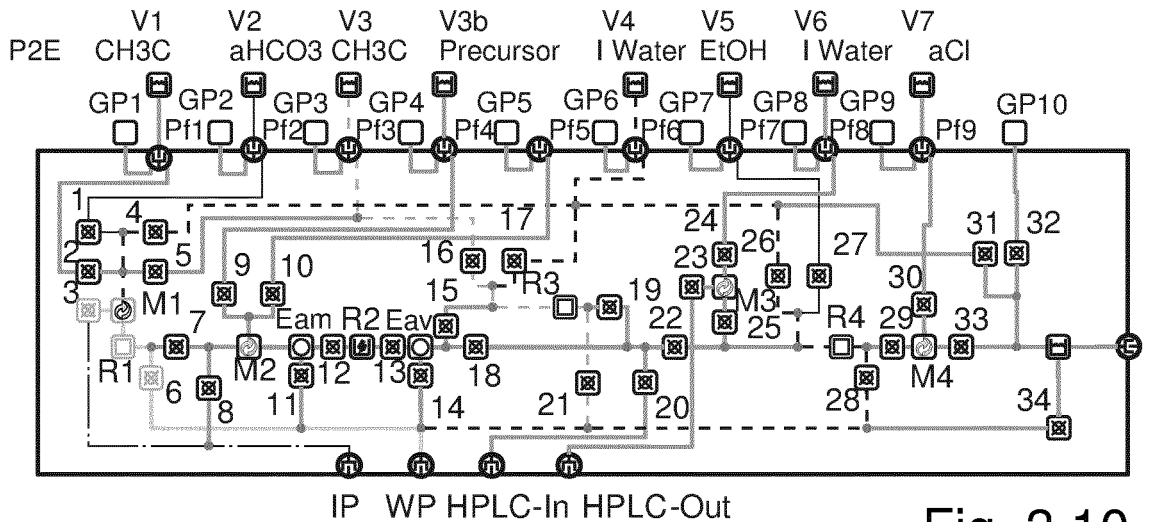 V1 V2 V3 V3b V4 V5 V6 V7
P2E CH3C aHCO3 CH3C Precursor I Water EtOH I Water aCl
GP1 GP2 GP3 GP4 GP5 GP6 GP7 GP8 GP9 GP10
Pf1 Pf2 Pf3 Pf4 Pf5 Pf6 Pf7 Pf8 Pf9
1 4 17 24 31 32
2 5 9 10 16 23 26 27
3 M1 15 R3 19 M3 30
7 Eam R2 Eav 22 25 R4 29 33
R1 M2 12 13 18 M4
6 8 11 14 21 20 28 34
IP WP HPLC-In HPLC-Out